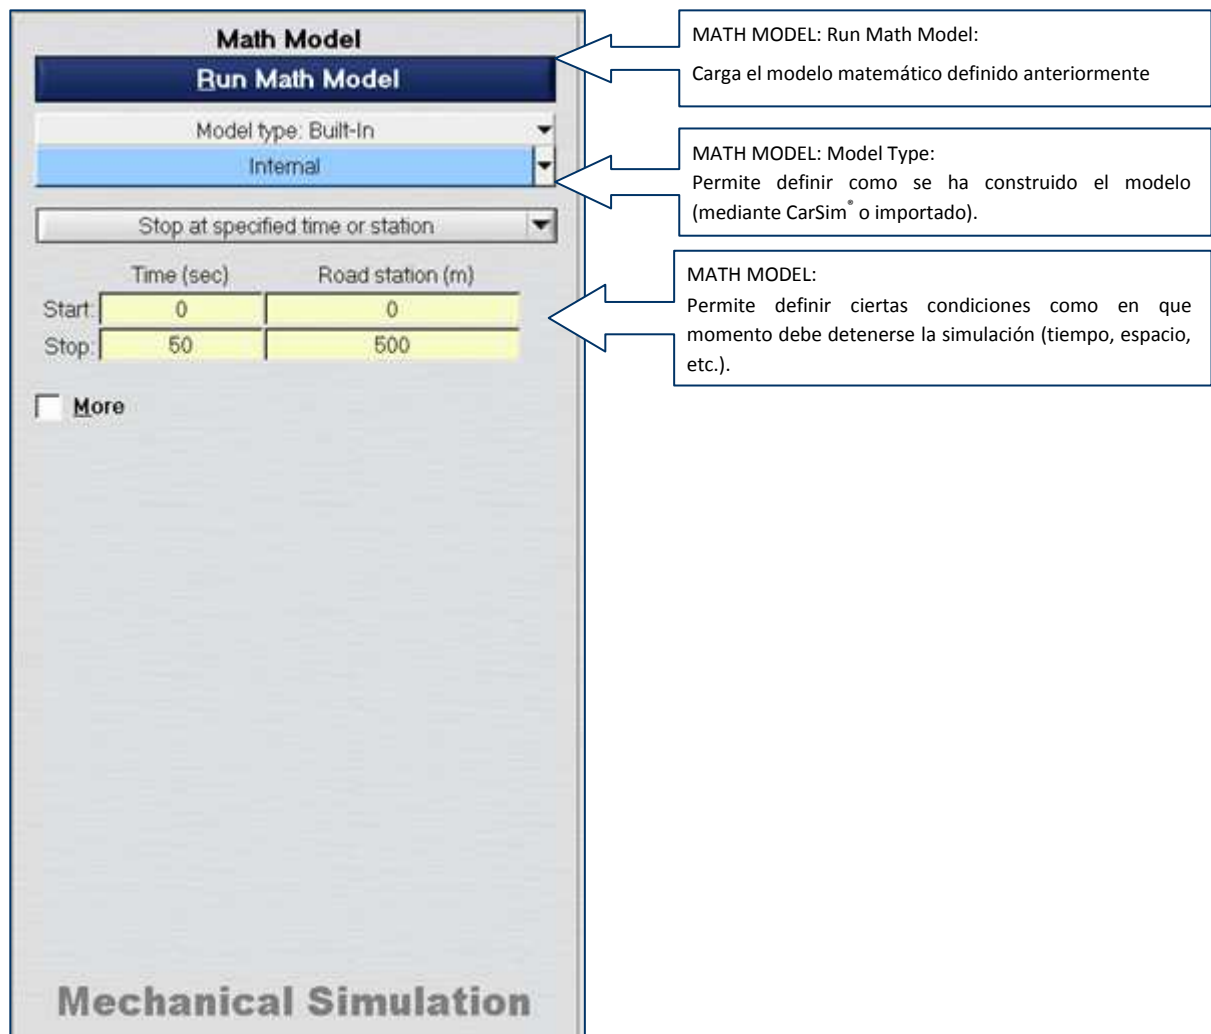 Math Model
Run Math Model
Model type: Built-In
Internal
Stop at specified time or station
Time (sec) Road station (m)
Start: 0 0
Stop: 50 500
More
Mechanical Simulation
MATH MODEL: Run Math Model:
Carga el modelo matemático definido anteriormente
MATH MODEL: Model Type:
Permite definir como se ha construido el modelo
(mediante CarSim® o importado).
MATH MODEL:
Permite definir ciertas condiciones como en que
momento debe detenerse la simulación (tiempo, espacio,
etc.).